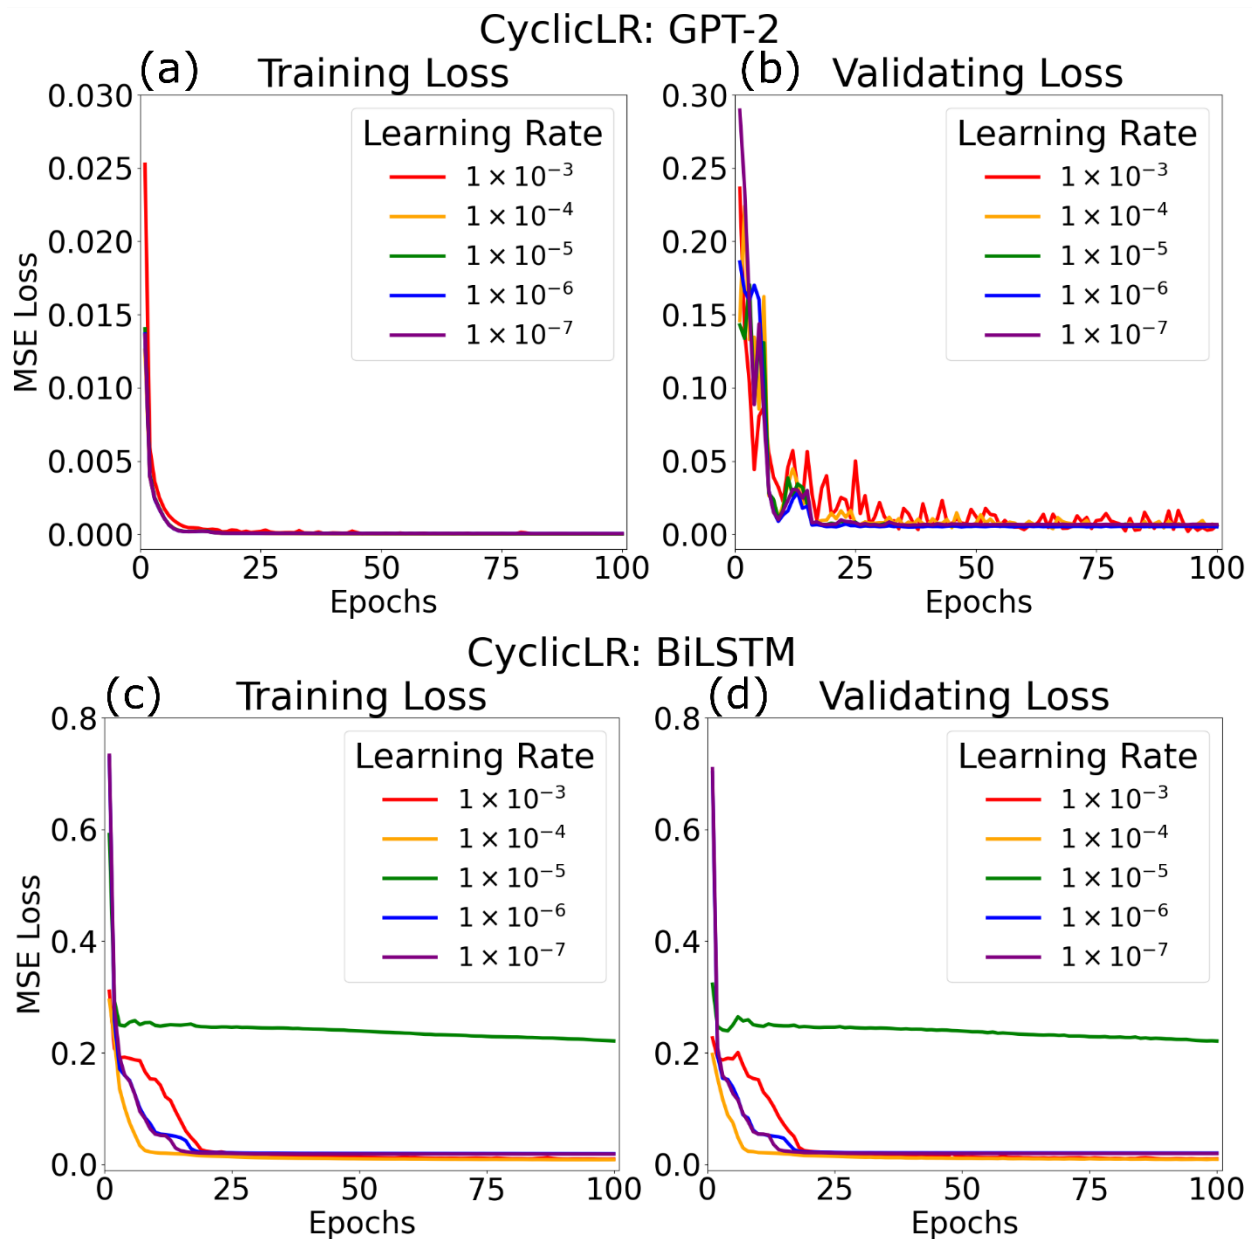 CyclicLR: GPT-2
(a) Training Loss
(b) Validating Loss
MSE Loss
0.030
0.025
0.020
0.015
0.010
0.005
0.000
0 25 50 75 100
Epochs
Learning Rate
1 × 10⁻³
1 × 10⁻⁴
1 × 10⁻⁵
1 × 10⁻⁶
1 × 10⁻⁷
0.30
0.25
0.20
0.15
0.10
0.05
0.00
0 25 50 75 100
Epochs
Learning Rate
1 × 10⁻³
1 × 10⁻⁴
1 × 10⁻⁵
1 × 10⁻⁶
1 × 10⁻⁷
CyclicLR: BiLSTM
(c) Training Loss
(d) Validating Loss
MSE Loss
0.8
0.6
0.4
0.2
0.0
0 25 50 75 100
Epochs
Learning Rate
1 × 10⁻³
1 × 10⁻⁴
1 × 10⁻⁵
1 × 10⁻⁶
1 × 10⁻⁷
0.8
0.6
0.4
0.2
0.0
0 25 50 75 100
Epochs
Learning Rate
1 × 10⁻³
1 × 10⁻⁴
1 × 10⁻⁵
1 × 10⁻⁶
1 × 10⁻⁷